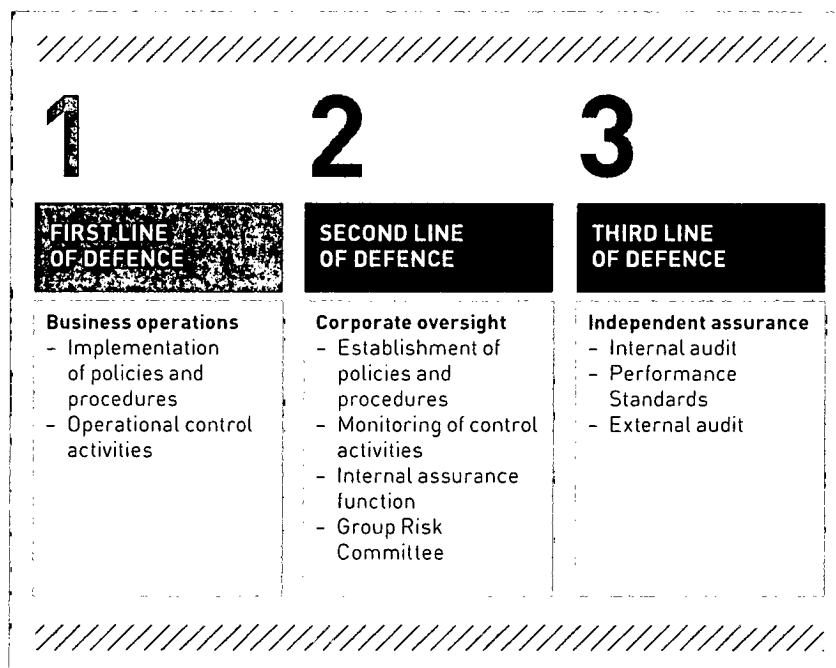 1
FIRST LINE
OF DEFENCE
Business operations
– Implementation
of policies and
procedures
– Operational control
activities
2
SECOND LINE
OF DEFENCE
Corporate oversight
– Establishment of
policies and
procedures
– Monitoring of control
activities
– Internal assurance
function
– Group Risk
Committee
3
THIRD LINE
OF DEFENCE
Independent assurance
– Internal audit
– Performance
Standards
– External audit